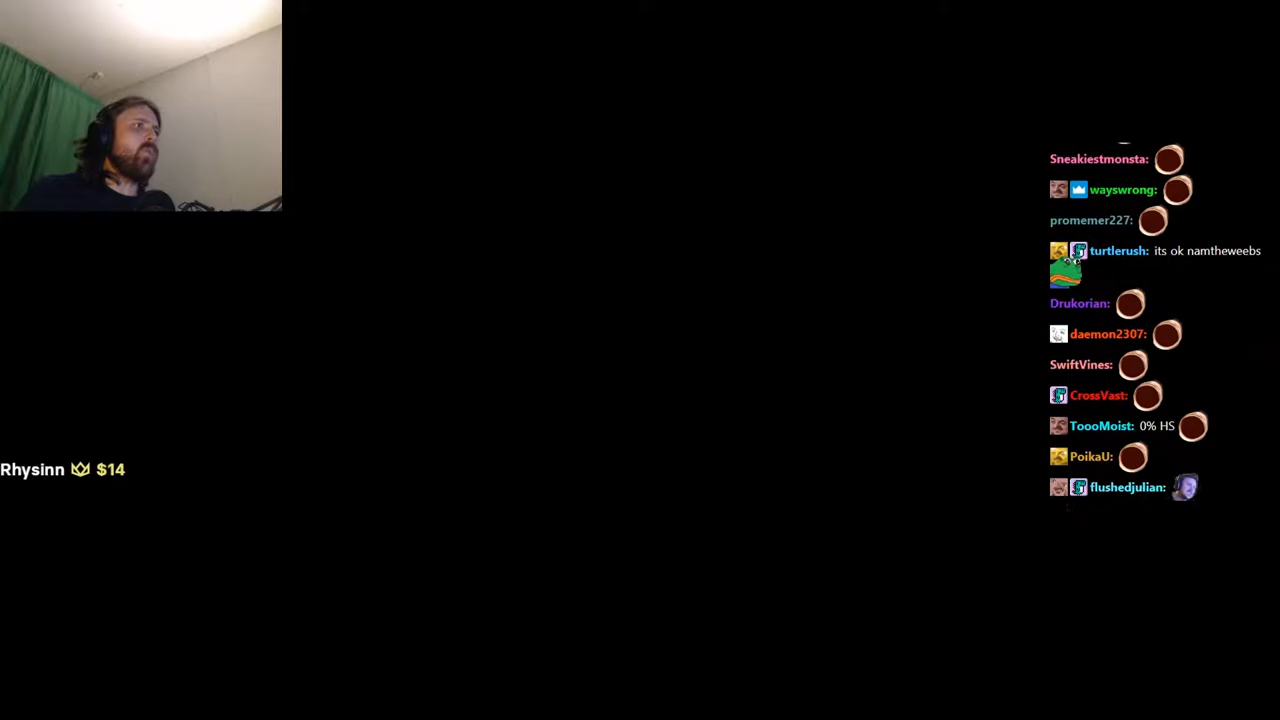 Sneakiestmonsta:
wayswrong:
promemer227:
turtlerush: its ok namtheweebs
Drukorian:
daemon2307:
SwiftVines:
CrossVast:
ToooMoist: 0% HS
PoikaU:
Rhysinn $14
flushedjulian: